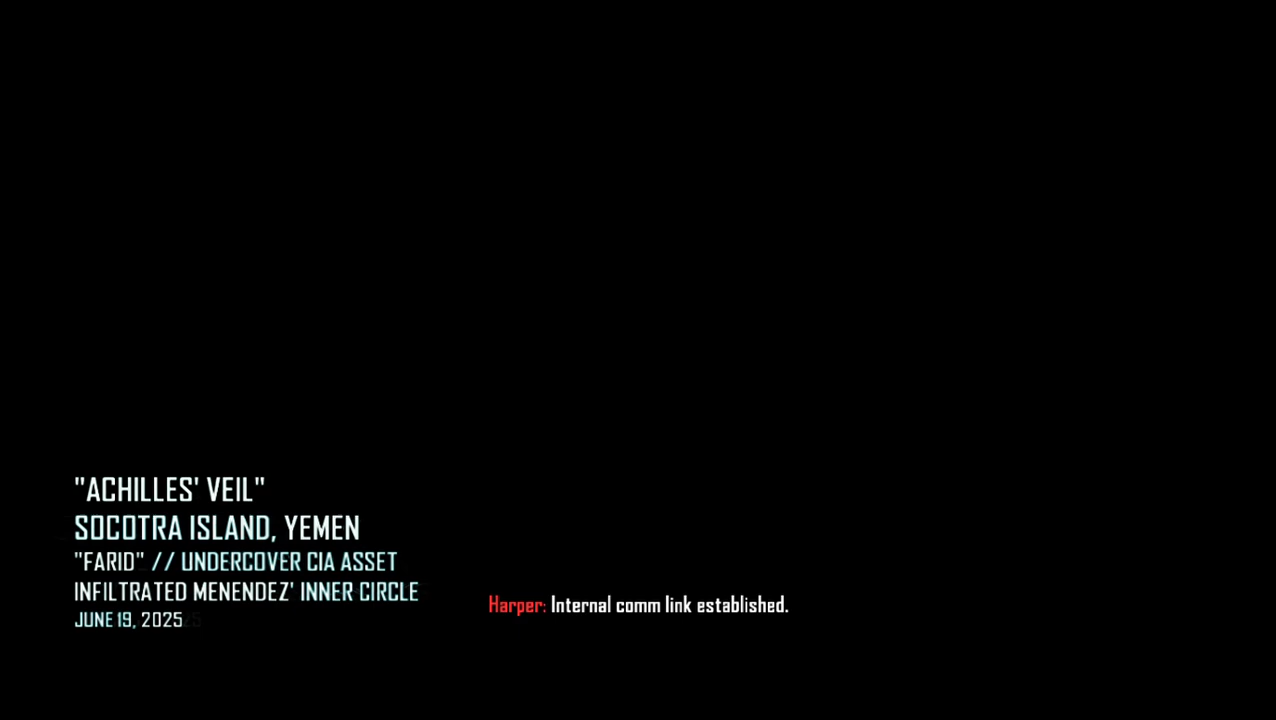 "ACHILLES' VEIL"
SOCOTRA ISLAND, YEMEN
"FARID" // UNDERCOVER CIA ASSET
INFILTRATED MENENDEZ' INNER CIRCLE
JUNE 19, 2025
Harper: Internal comm link established.